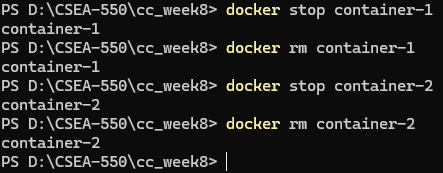 PS D:\CSEA-550\cc_week8> docker stop container-1
container-1
PS D:\CSEA-550\cc_week8> docker rm container-1
container-1
PS D:\CSEA-550\cc_week8> docker stop container-2
container-2
PS D:\CSEA-550\cc_week8> docker rm container-2
container-2
PS D:\CSEA-550\cc_week8>